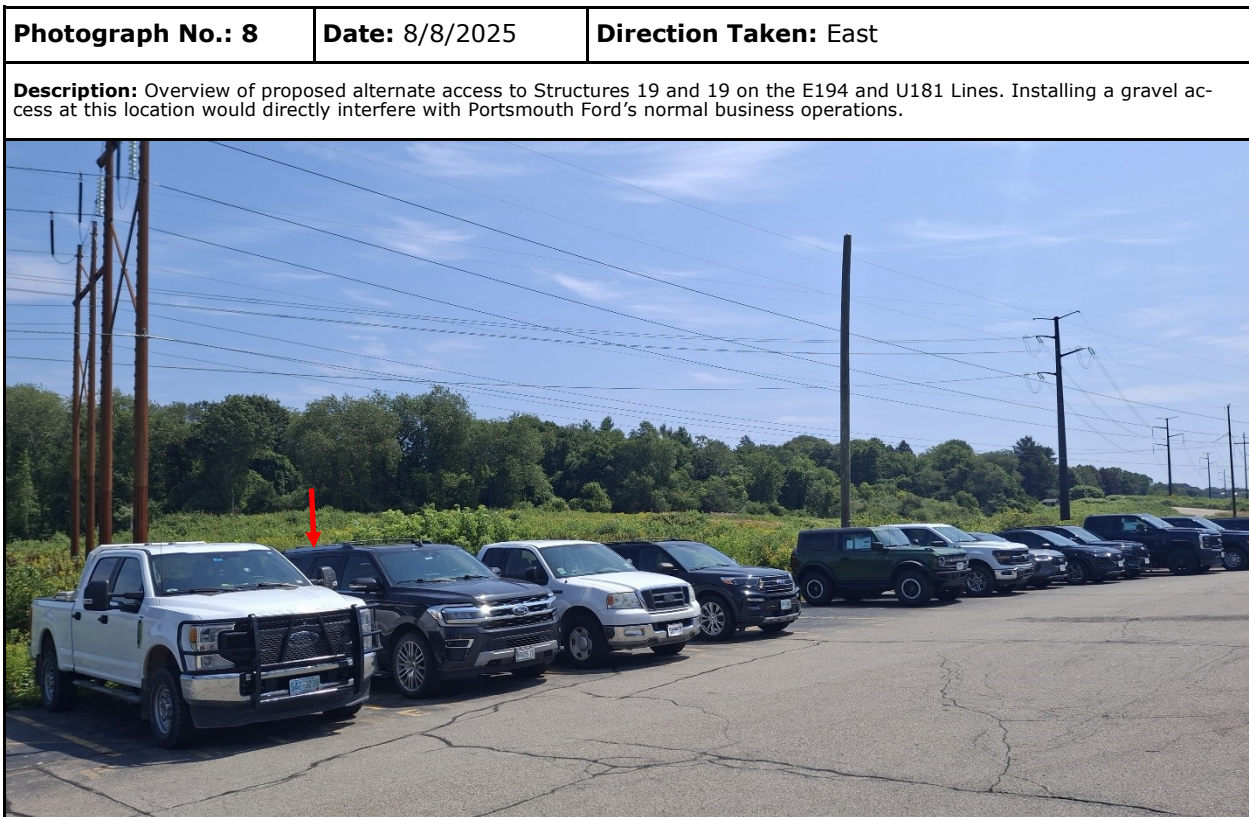 Photograph No.: 8 Date: 8/8/2025 Direction Taken: East
Description: Overview of proposed alternate access to Structures 19 and 19 on the E194 and U181 Lines. Installing a gravel ac-
cess at this location would directly interfere with Portsmouth Ford's normal business operations.